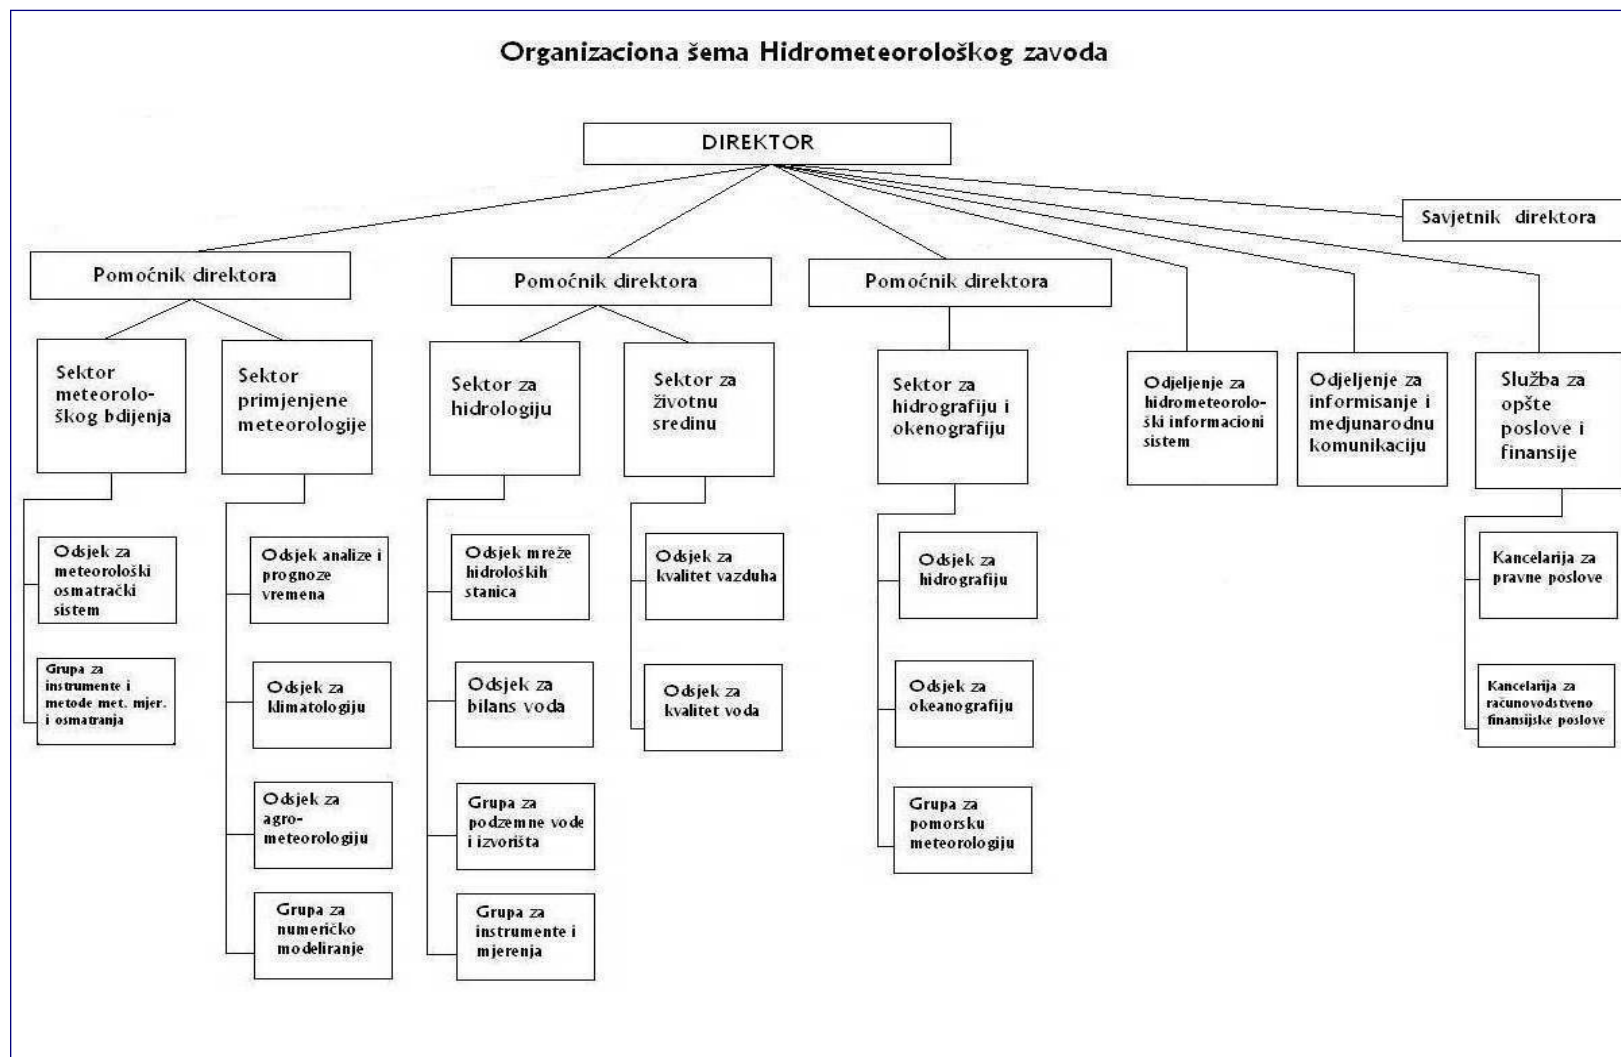 Organizaciona šema Hidrometeorološkog zavoda
DIREKTOR
Savjetnik direktora
Pomoćnik direktora
Pomoćnik direktora
Pomoćnik direktora
Sektor
meteorolo-
škog bdijenja
Sektor
primjenjene
meteorologije
Sektor za
hidrologiju
Sektor za
životnu
sredinu
Sektor za
hidrografiju i
okenografiju
Odjeljenje za
hidrometeorolo-
ški informacioni
sistem
Odjeljenje za
informisanje i
medjunarodnu
komunikaciju
Služba za
opšte
poslove i
finansije
Odsjek za
meteorološki
osmatrački
sistem
Grupa za
instrumente i
metode met. mjer.
i osmatranja
Odsjek analize i
prognoze
vremena
Odsjek za
klimatologiju
Odsjek za
agro-
meteorologiju
Grupa za
numeričko
modeliranje
Odsjek mreže
hidroloških
stanica
Odsjek za
bilans voda
Grupa za
podzemne vode
i izvorišta
Grupa za
instrumente i
mjerenja
Odsjek za
kvalitet vazduha
Odsjek za
kvalitet voda
Odsjek za
hidrografiju
Odsjek za
okeanografiju
Grupa za
pomorsku
meteorologiju
Kancelarija za
pravne poslove
Kancelarija za
računovodstveno
finansijske poslove